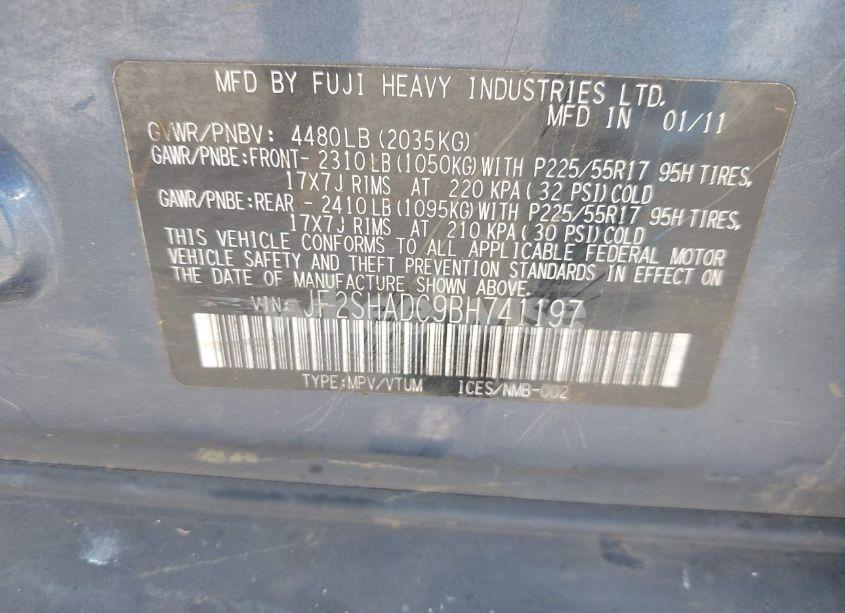 MFD BY FUJI HEAVY INDUSTRIES LTD.
MFD IN 01/11
GVWR/PNBV: 4480LB (2035KG)
GAWR/PNBE:FRONT- 2310LB (1050KG) WITH P225/55R17 95H TIRES,
17X7J RIMS AT 220 KPA (32 PSI) COLD
GAWR/PNBE:REAR - 2410LB (1095KG) WITH P225/55R17 95H TIRES,
17X7J RIMS AT 210 KPA (30 PSI) COLD
THIS VEHICLE CONFORMS TO ALL APPLICABLE FEDERAL MOTOR
VEHICLE SAFETY AND THEFT PREVENTION STANDARDS IN EFFECT ON
THE DATE OF MANUFACTURE SHOWN ABOVE.
VIN: JF2SHADC9BH741197
TYPE:MPV/VTUM ICES/NMB-002